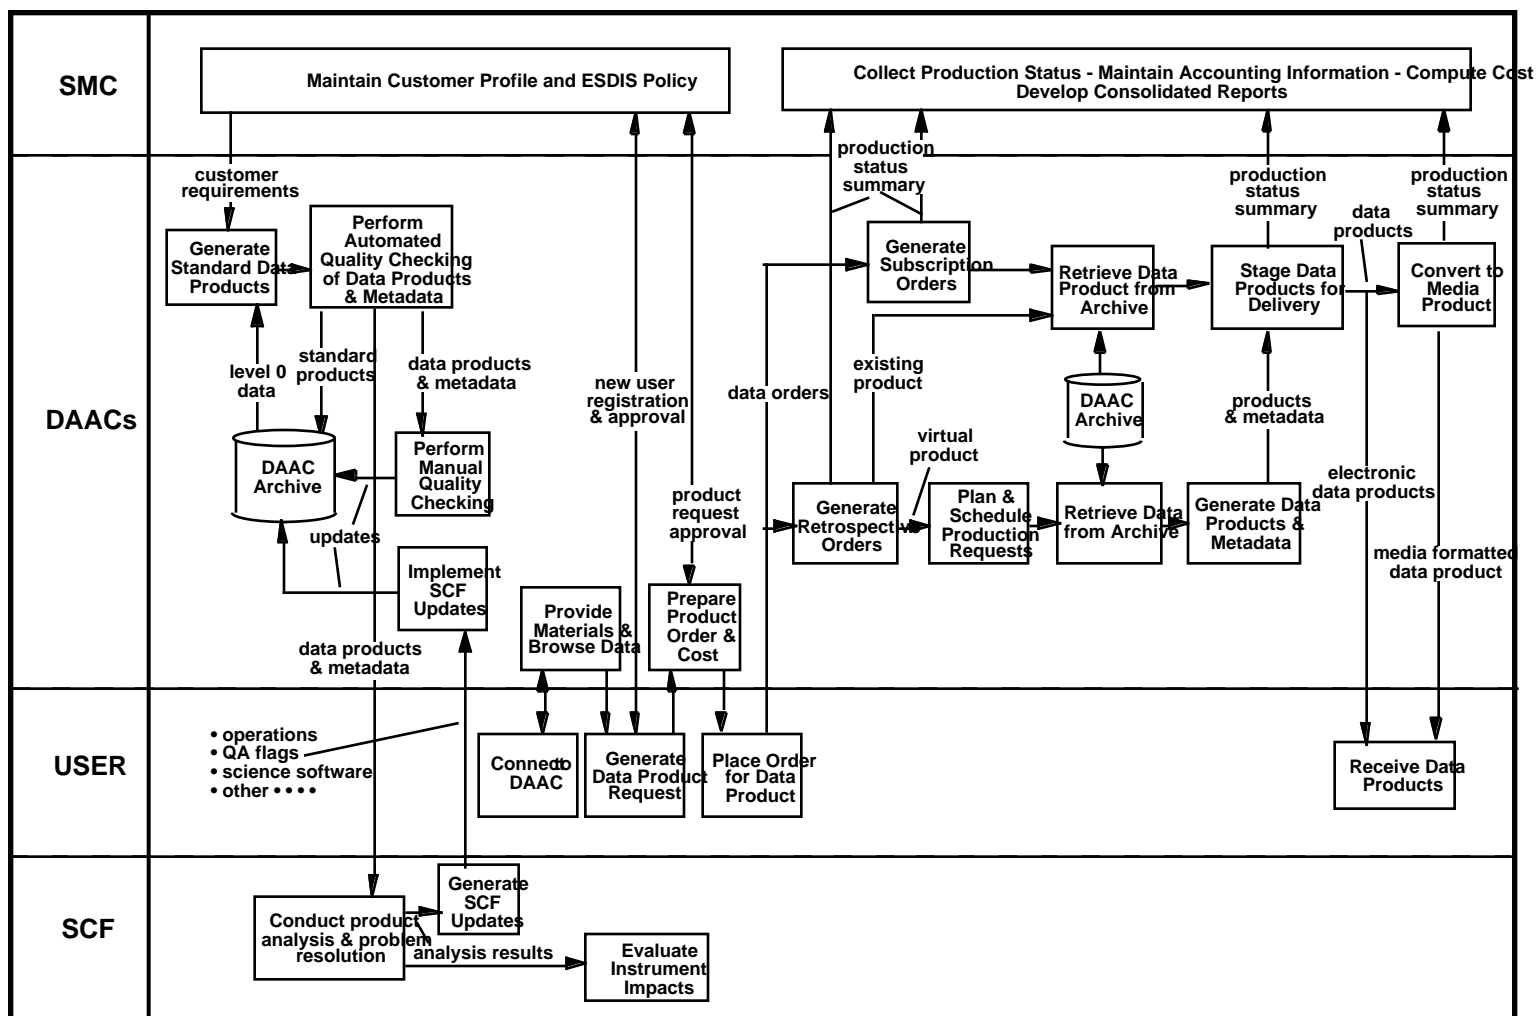 SMC
Maintain Customer Profile and ESDIS Policy
Collect Production Status - Maintain Accounting Information - Compute Cost
Develop Consolidated Reports
DAACs
customer
requirements
Generate
Standard Data
Products
Perform
Automated
Quality Checking
of Data Products
& Metadata
level 0
data
standard
products
data products
& metadata
DAAC
Archive
Perform
Manual
Quality
Checking
updates
Implement
SCF
Updates
data products
& metadata
new user
registration
& approval
product
request
approval
Provide
Materials &
Browse Data
Prepare
Product
Order &
Cost
data orders
production
status
summary
Generate
Subscription
Orders
existing
product
virtual
product
Generate
Retrospective
Orders
Plan &
Schedule
Production
Requests
Retrieve Data
Product from
Archive
DAAC
Archive
Retrieve Data
from Archive
Generate Data
Products &
Metadata
products
& metadata
Stage Data
Products for
Delivery
production
status
summary
data
products
production
status
summary
Convert to
Media
Product
electronic
data products
media formatted
data product
USER
• operations
• QA flags
• science software
• other • • • •
Connect to
DAAC
Generate
Data Product
Request
Place Order
for Data
Product
Receive Data
Products
SCF
Conduct product
analysis & problem
resolution
Generate
SCF
Updates
analysis results
Evaluate
Instrument
Impacts